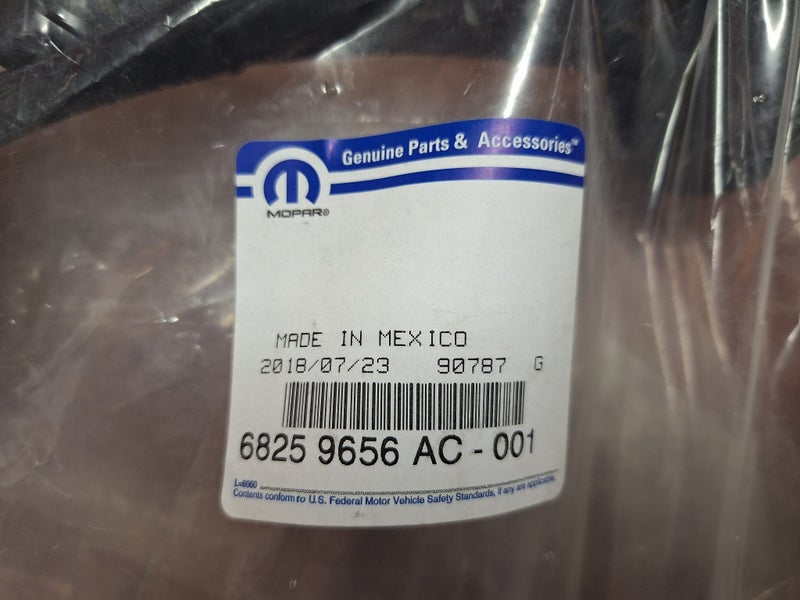 Genuine Parts & Accessories™
MOPAR®
MADE IN MEXICO
2018/07/23 90787 G
6825 9656 AC - 001
L=6060
Contents conform to U.S. Federal Motor Vehicle Safety Standards, if any are applicable.